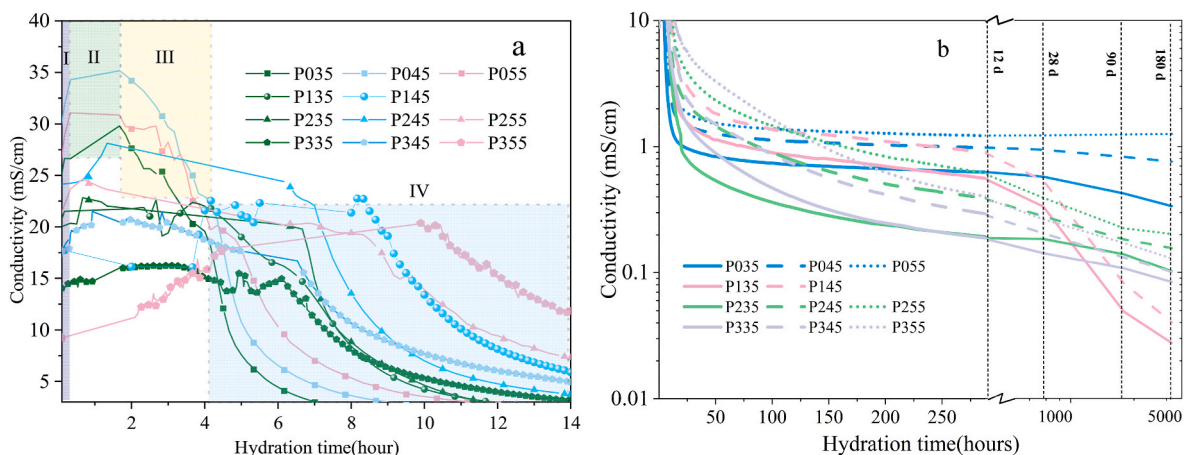 40
35
30
25
20
15
10
5
Conductivity (mS/cm)
I
II
III
IV
a
P035 P045 P055
P135 P145
P235 P245 P255
P335 P345 P355
2 4 6 8 10 12 14
Hydration time(hour)
b
10
1
0.1
0.01
Conductivity (mS/cm)
12 d
28 d
90 d
180 d
P035 P045 P055
P135 P145
P235 P245 P255
P335 P345 P355
50 100 150 200 250 1000 5000
Hydration time(hours)